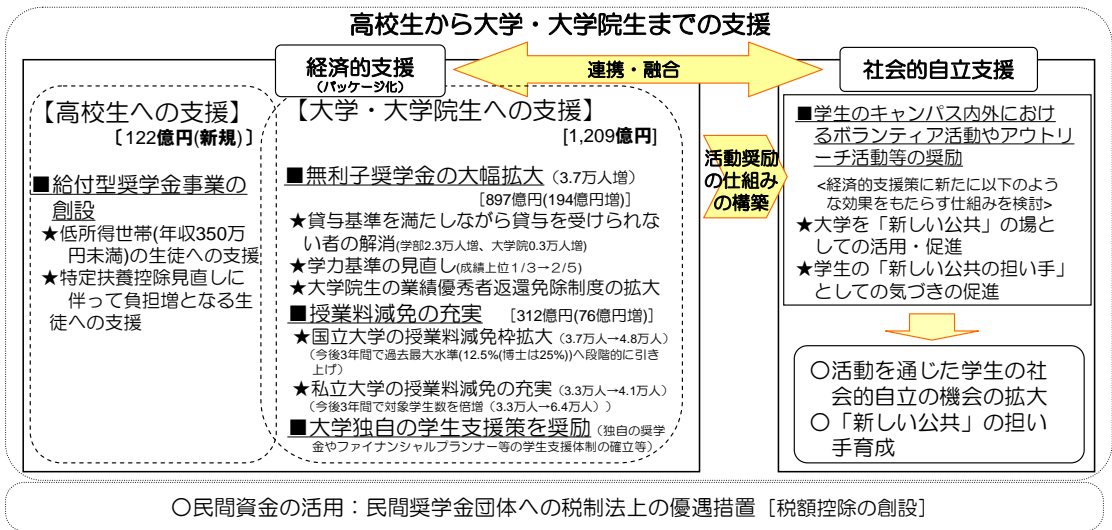 高校生から大学・大学院生までの支援
経済的支援
(パッケージ化)
連携・融合
社会的自立支援
【高校生への支援】
〔122億円(新規)〕
■給付型奨学金事業の
創設
★低所得世帯(年収350万
円未満)の生徒への支援
★特定扶養控除見直しに
伴って負担増となる生
徒への支援
【大学・大学院生への支援】
[1,209億円]
■無利子奨学金の大幅拡大（3.7万人増）
[897億円(194億円増)]
★貸与基準を満たしながら貸与を受けられな
い者の解消(学部2.3万人増、大学院0.3万人増)
★学力基準の見直し(成績上位1/3→2/5)
★大学院生の業績優秀者返還免除制度の拡大
■授業料減免の充実 [312億円(76億円増)]
★国立大学の授業料減免枠拡大（3.7万人→4.8万人）
（今後3年間で過去最大水準(12.5%(博士は25%))へ段階的に引き
上げ）
★私立大学の授業料減免の充実（3.3万人→4.1万人）
（今後3年間で対象学生数を倍増（3.3万人→6.4万人））
■大学独自の学生支援策を奨励（独自の奨学
金やファイナンシャルプランナー等の学生支援体制の確立等）
活動奨励
の仕組み
の構築
■学生のキャンパス内外におけ
るボランティア活動やアウトリ
ーチ活動等の奨励
<経済的支援策に新たに以下のよう
な効果をもたらす仕組みを検討>
★大学を「新しい公共」の場と
しての活用・促進
★学生の「新しい公共の担い手」
としての気づきの促進
○活動を通じた学生の社
会的自立の機会の拡大
○「新しい公共」の担い
手育成
○民間資金の活用：民間奨学金団体への税制法上の優遇措置［税額控除の創設］